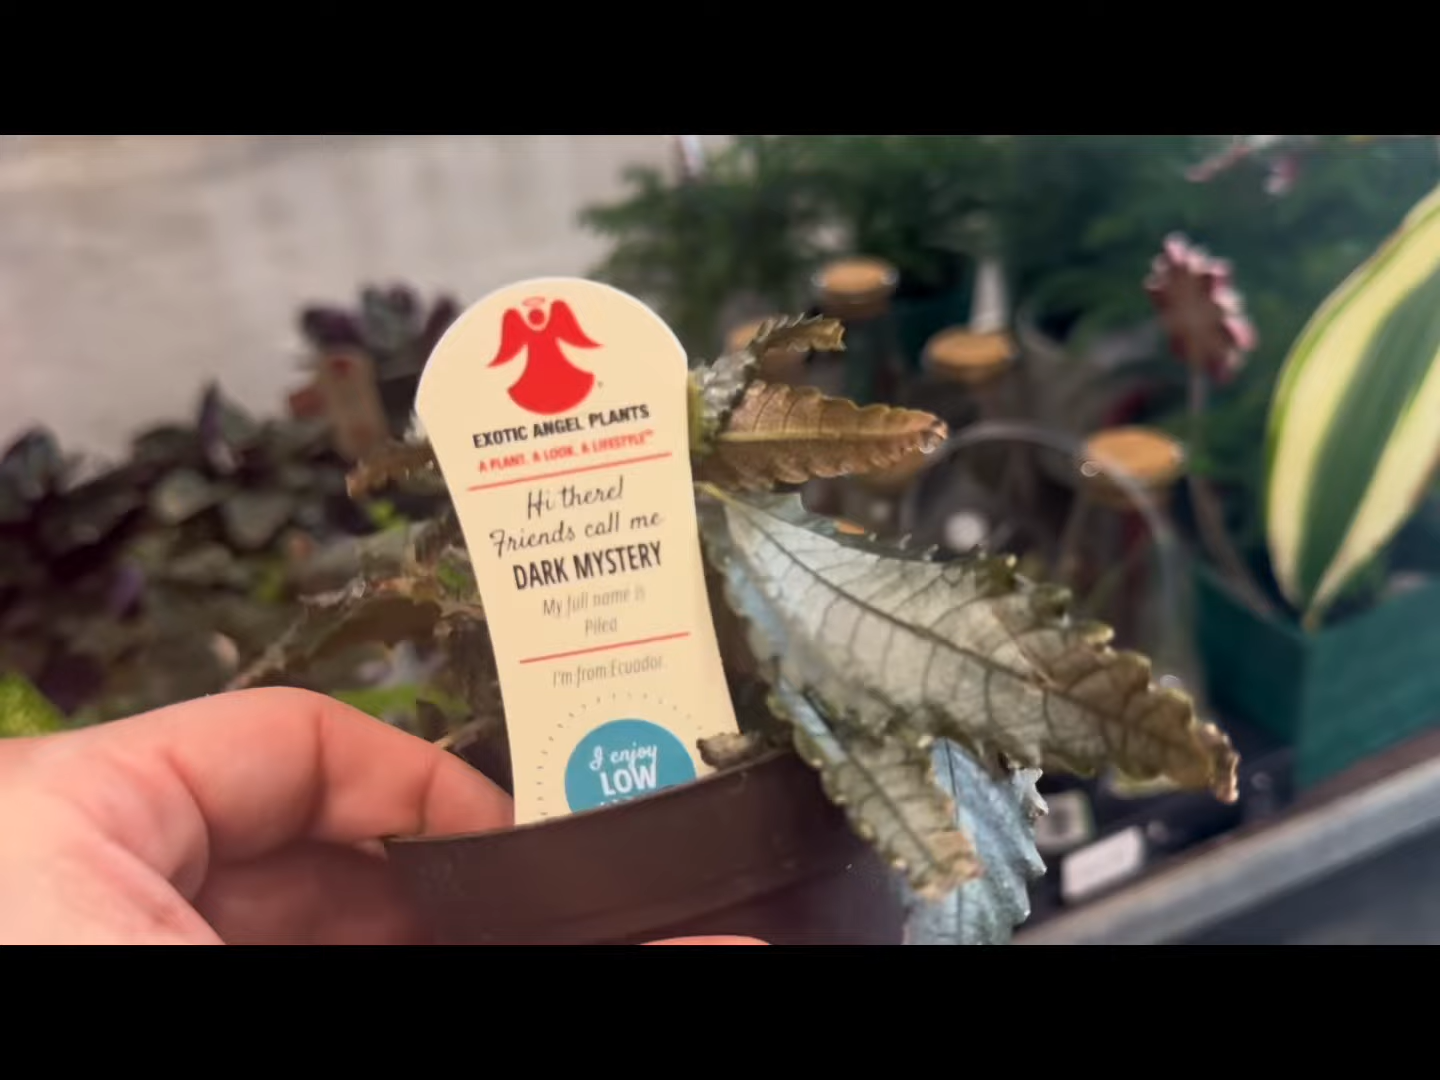 EXOTIC ANGEL PLANTS
A PLANT. A LOOK. A LIFESTYLE™
Hi there!
Friends call me
DARK MYSTERY
My full name is
Pilea
I'm from Ecuador.
I enjoy
LOW